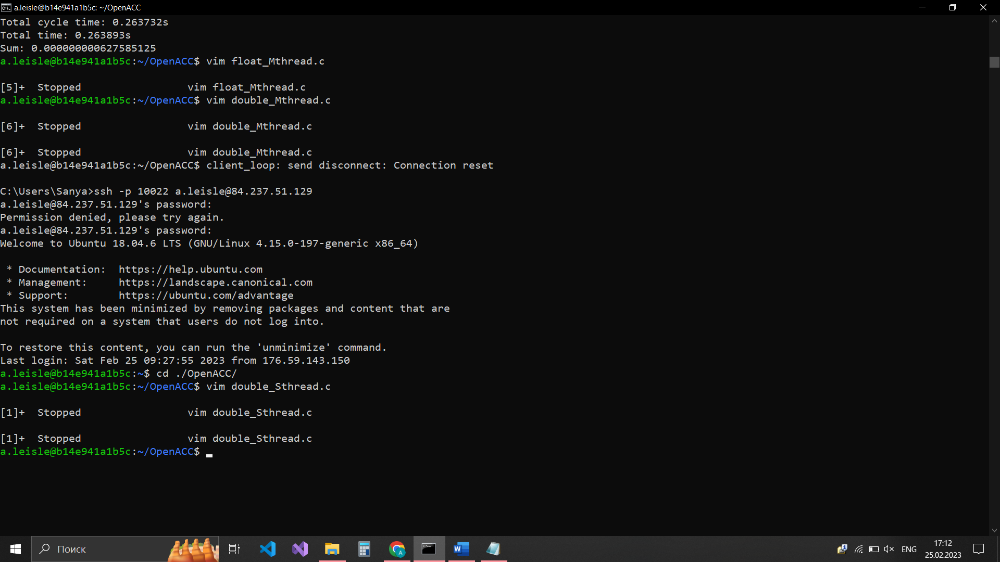 a.leisle@b14e941a1b5c: ~/OpenACC
Total cycle time: 0.263732s
Total time: 0.263893s
Sum: 0.000000000627585125
a.leisle@b14e941a1b5c:~/OpenACC$ vim float_Mthread.c
[5]+  Stopped                 vim float_Mthread.c
a.leisle@b14e941a1b5c:~/OpenACC$ vim double_Mthread.c
[6]+  Stopped                 vim double_Mthread.c
[6]+  Stopped                 vim double_Mthread.c
a.leisle@b14e941a1b5c:~/OpenACC$ client_loop: send disconnect: Connection reset
C:\Users\Sanya>ssh -p 10022 a.leisle@84.237.51.129
a.leisle@84.237.51.129's password:
Permission denied, please try again.
a.leisle@84.237.51.129's password:
Welcome to Ubuntu 18.04.6 LTS (GNU/Linux 4.15.0-197-generic x86_64)
 * Documentation:  https://help.ubuntu.com
 * Management:     https://landscape.canonical.com
 * Support:        https://ubuntu.com/advantage
This system has been minimized by removing packages and content that are
not required on a system that users do not log into.
To restore this content, you can run the 'unminimize' command.
Last login: Sat Feb 25 09:27:55 2023 from 176.59.143.150
a.leisle@b14e941a1b5c:~$ cd ./OpenACC/
a.leisle@b14e941a1b5c:~/OpenACC$ vim double_Sthread.c
[1]+  Stopped                 vim double_Sthread.c
[1]+  Stopped                 vim double_Sthread.c
a.leisle@b14e941a1b5c:~/OpenACC$
Поиск
ENG
17:12
25.02.2023